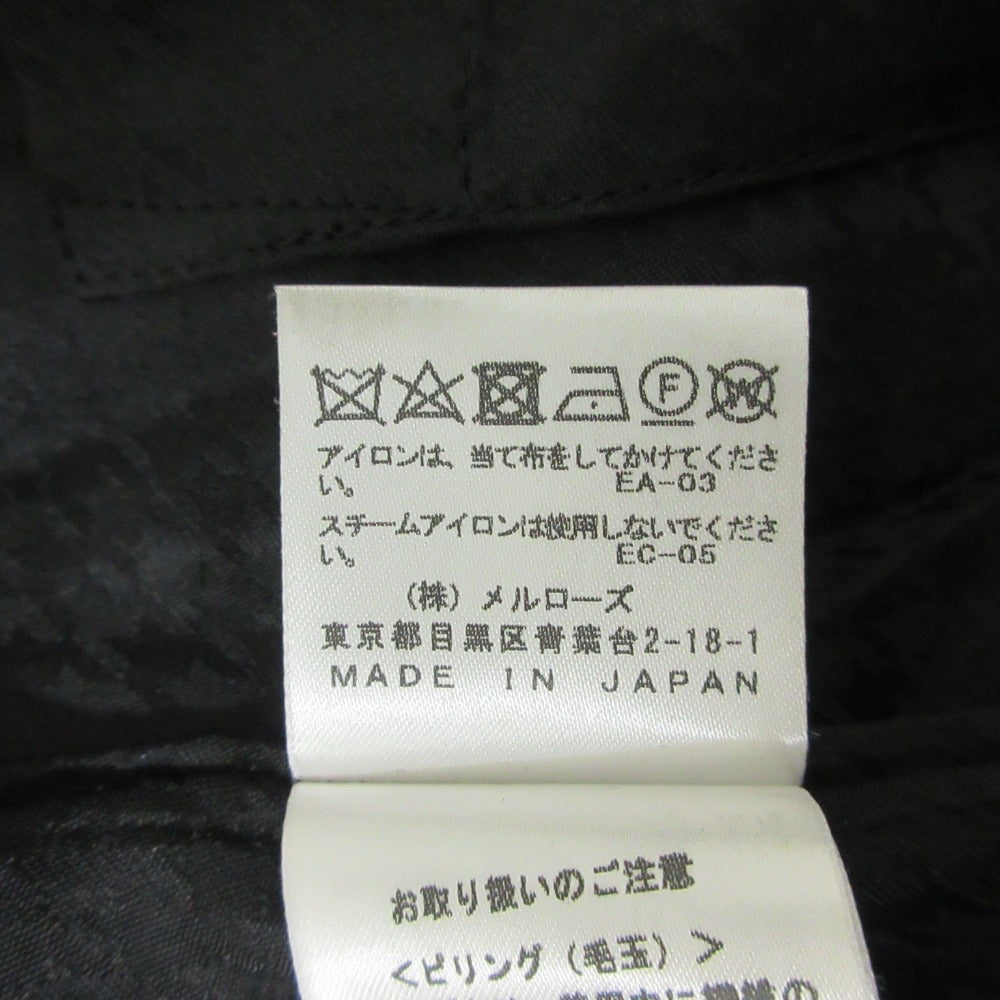 F W
アイロンは、当て布をしてかけてくださ
い。 EA-03
スチームアイロンは使用しないでくださ
い。 EC-05
(株)メルローズ
東京都目黒区青葉台2-18-1
MADE IN JAPAN
お取り扱いのご注意
<ピリング(毛玉)>